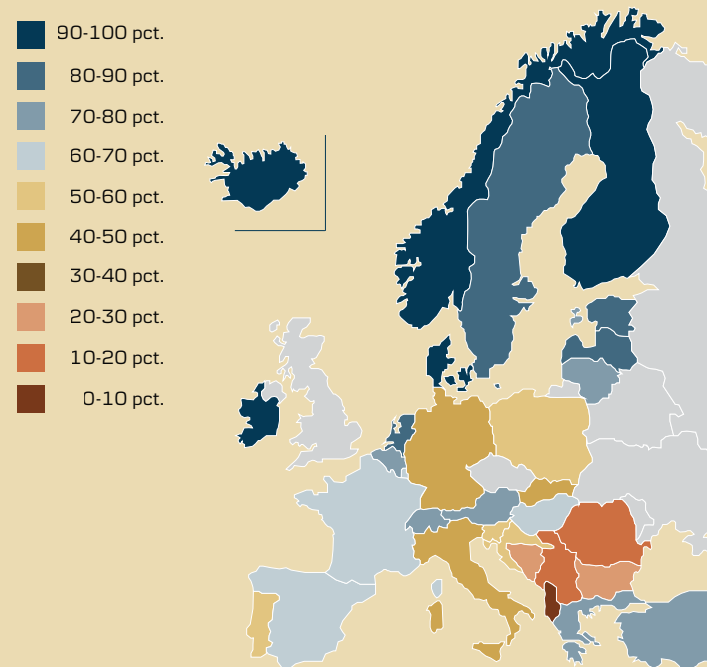 90-100 pct.
80-90 pct.
70-80 pct.
60-70 pct.
50-60 pct.
40-50 pct.
30-40 pct.
20-30 pct.
10-20 pct.
0-10 pct.